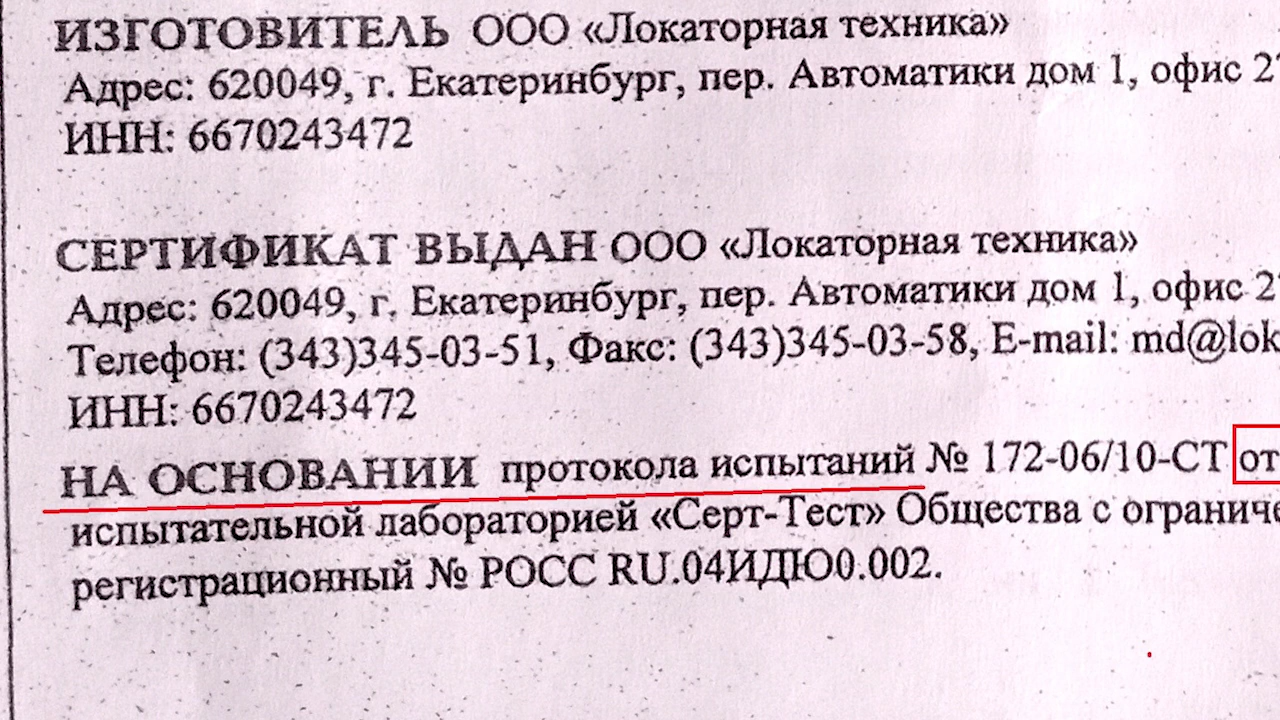 ИЗГОТОВИТЕЛЬ ООО «Локаторная техника»
Адрес: 620049, г. Екатеринбург, пер. Автоматики дом 1, офис
ИНН: 6670243472
СЕРТИФИКАТ ВЫДАН ООО «Локаторная техника»
Адрес: 620049, г. Екатеринбург, пер. Автоматики дом 1, офис
Телефон: (343)345-03-51, Факс: (343)345-03-58, E-mail: md@lok
ИНН: 6670243472
НА ОСНОВАНИИ протокола испытаний № 172-06/10-СТ от
испытательной лабораторией «Серт-Тест» Общества с ограниче
регистрационный № РОСС RU.04ИДЮ0.002.